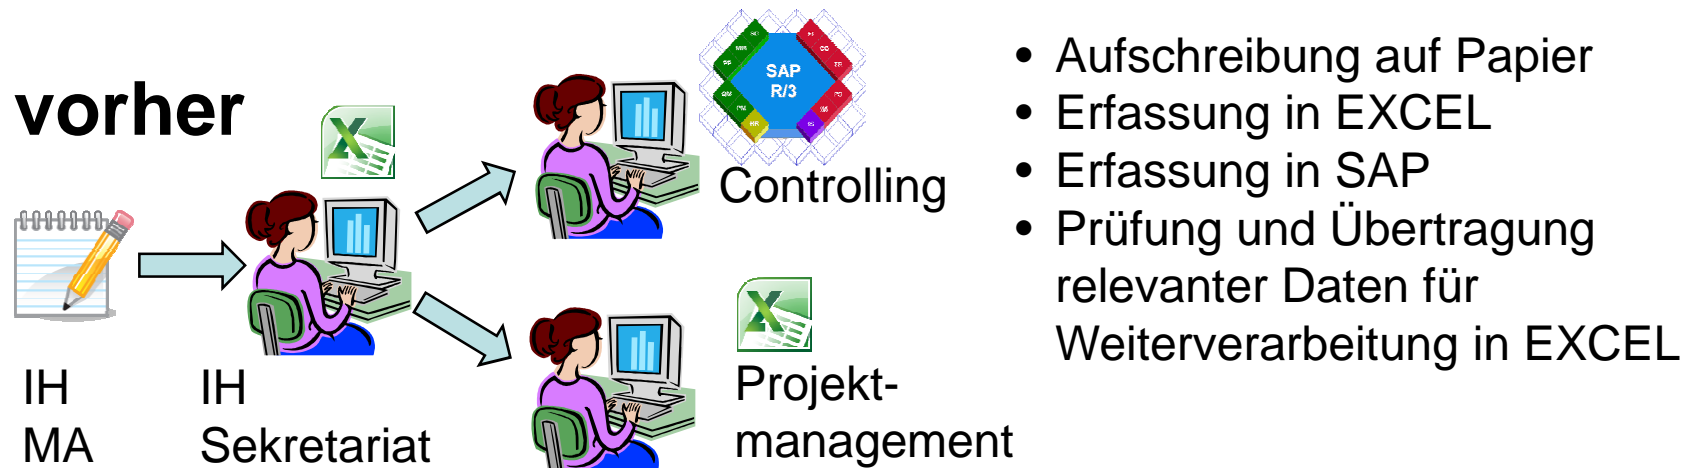 vorher
SAP
R/3
Controlling
IH
MA
IH
Sekretariat
Projekt-
management
• Aufschreibung auf Papier
• Erfassung in EXCEL
• Erfassung in SAP
• Prüfung und Übertragung
relevanter Daten für
Weiterverarbeitung in EXCEL